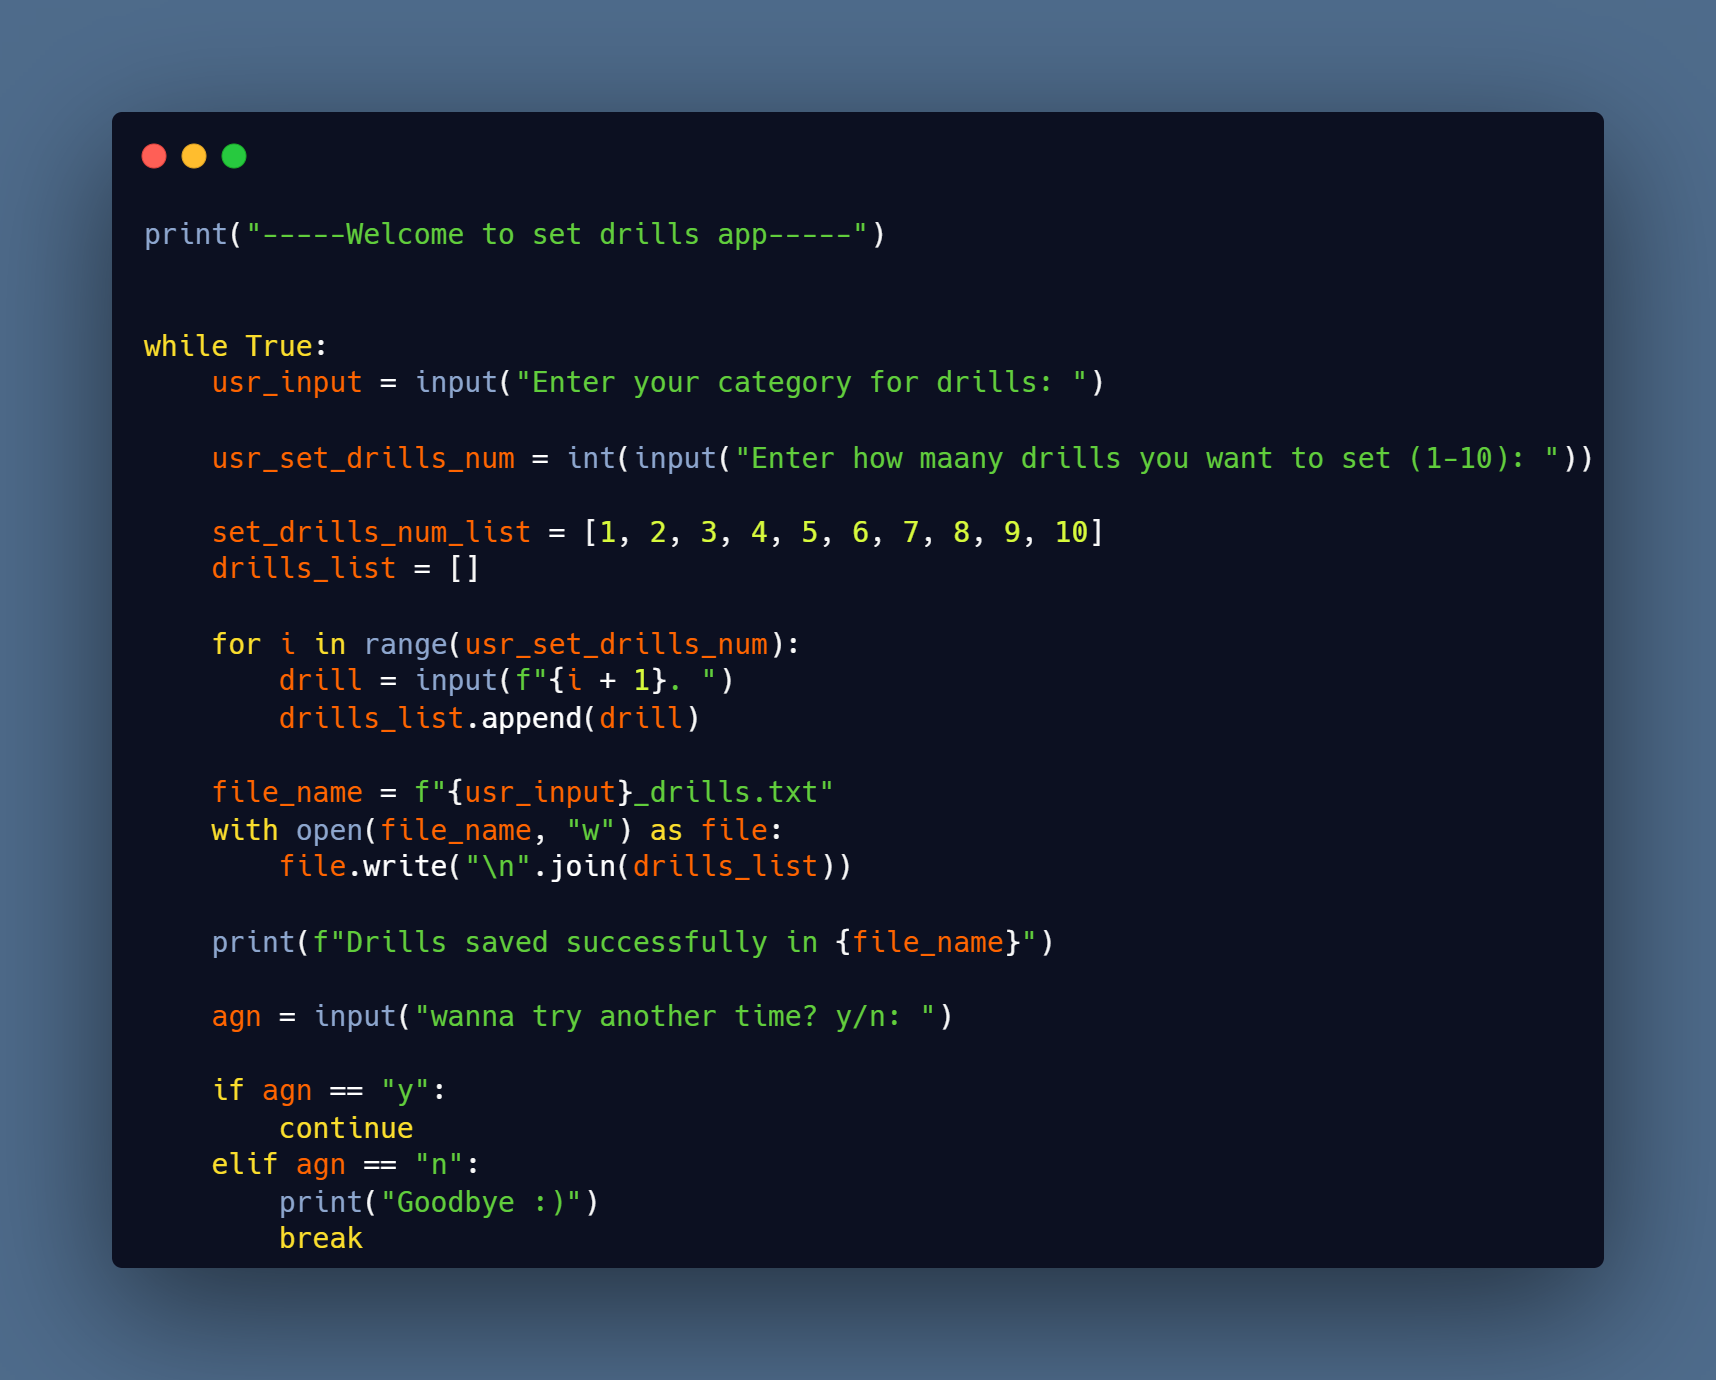 print("-----Welcome to set drills app-----")
while True:
    usr_input = input("Enter your category for drills: ")
    usr_set_drills_num = int(input("Enter how maany drills you want to set (1-10): "))
    set_drills_num_list = [1, 2, 3, 4, 5, 6, 7, 8, 9, 10]
    drills_list = []
    for i in range(usr_set_drills_num):
        drill = input(f"{i + 1}. ")
        drills_list.append(drill)
    file_name = f"{usr_input}_drills.txt"
    with open(file_name, "w") as file:
        file.write("\n".join(drills_list))
    print(f"Drills saved successfully in {file_name}")
    agn = input("wanna try another time? y/n: ")
    if agn == "y":
        continue
    elif agn == "n":
        print("Goodbye :)")
        break